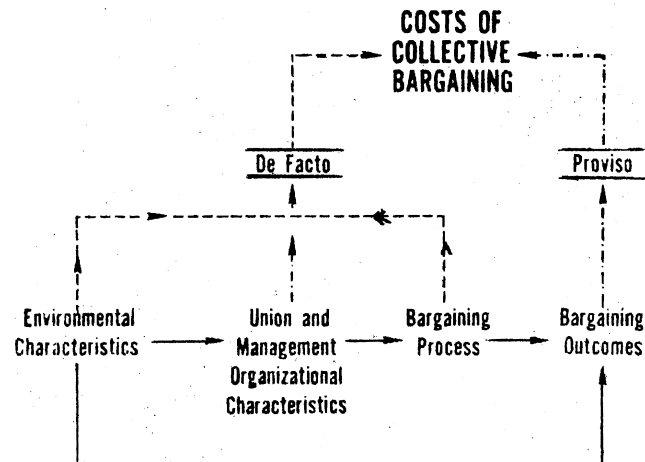 COSTS OF
COLLECTIVE
BARGAINING
De Facto
Proviso
Environmental
Characteristics
Union and
Management
Organizational
Characteristics
Bargaining
Process
Bargaining
Outcomes